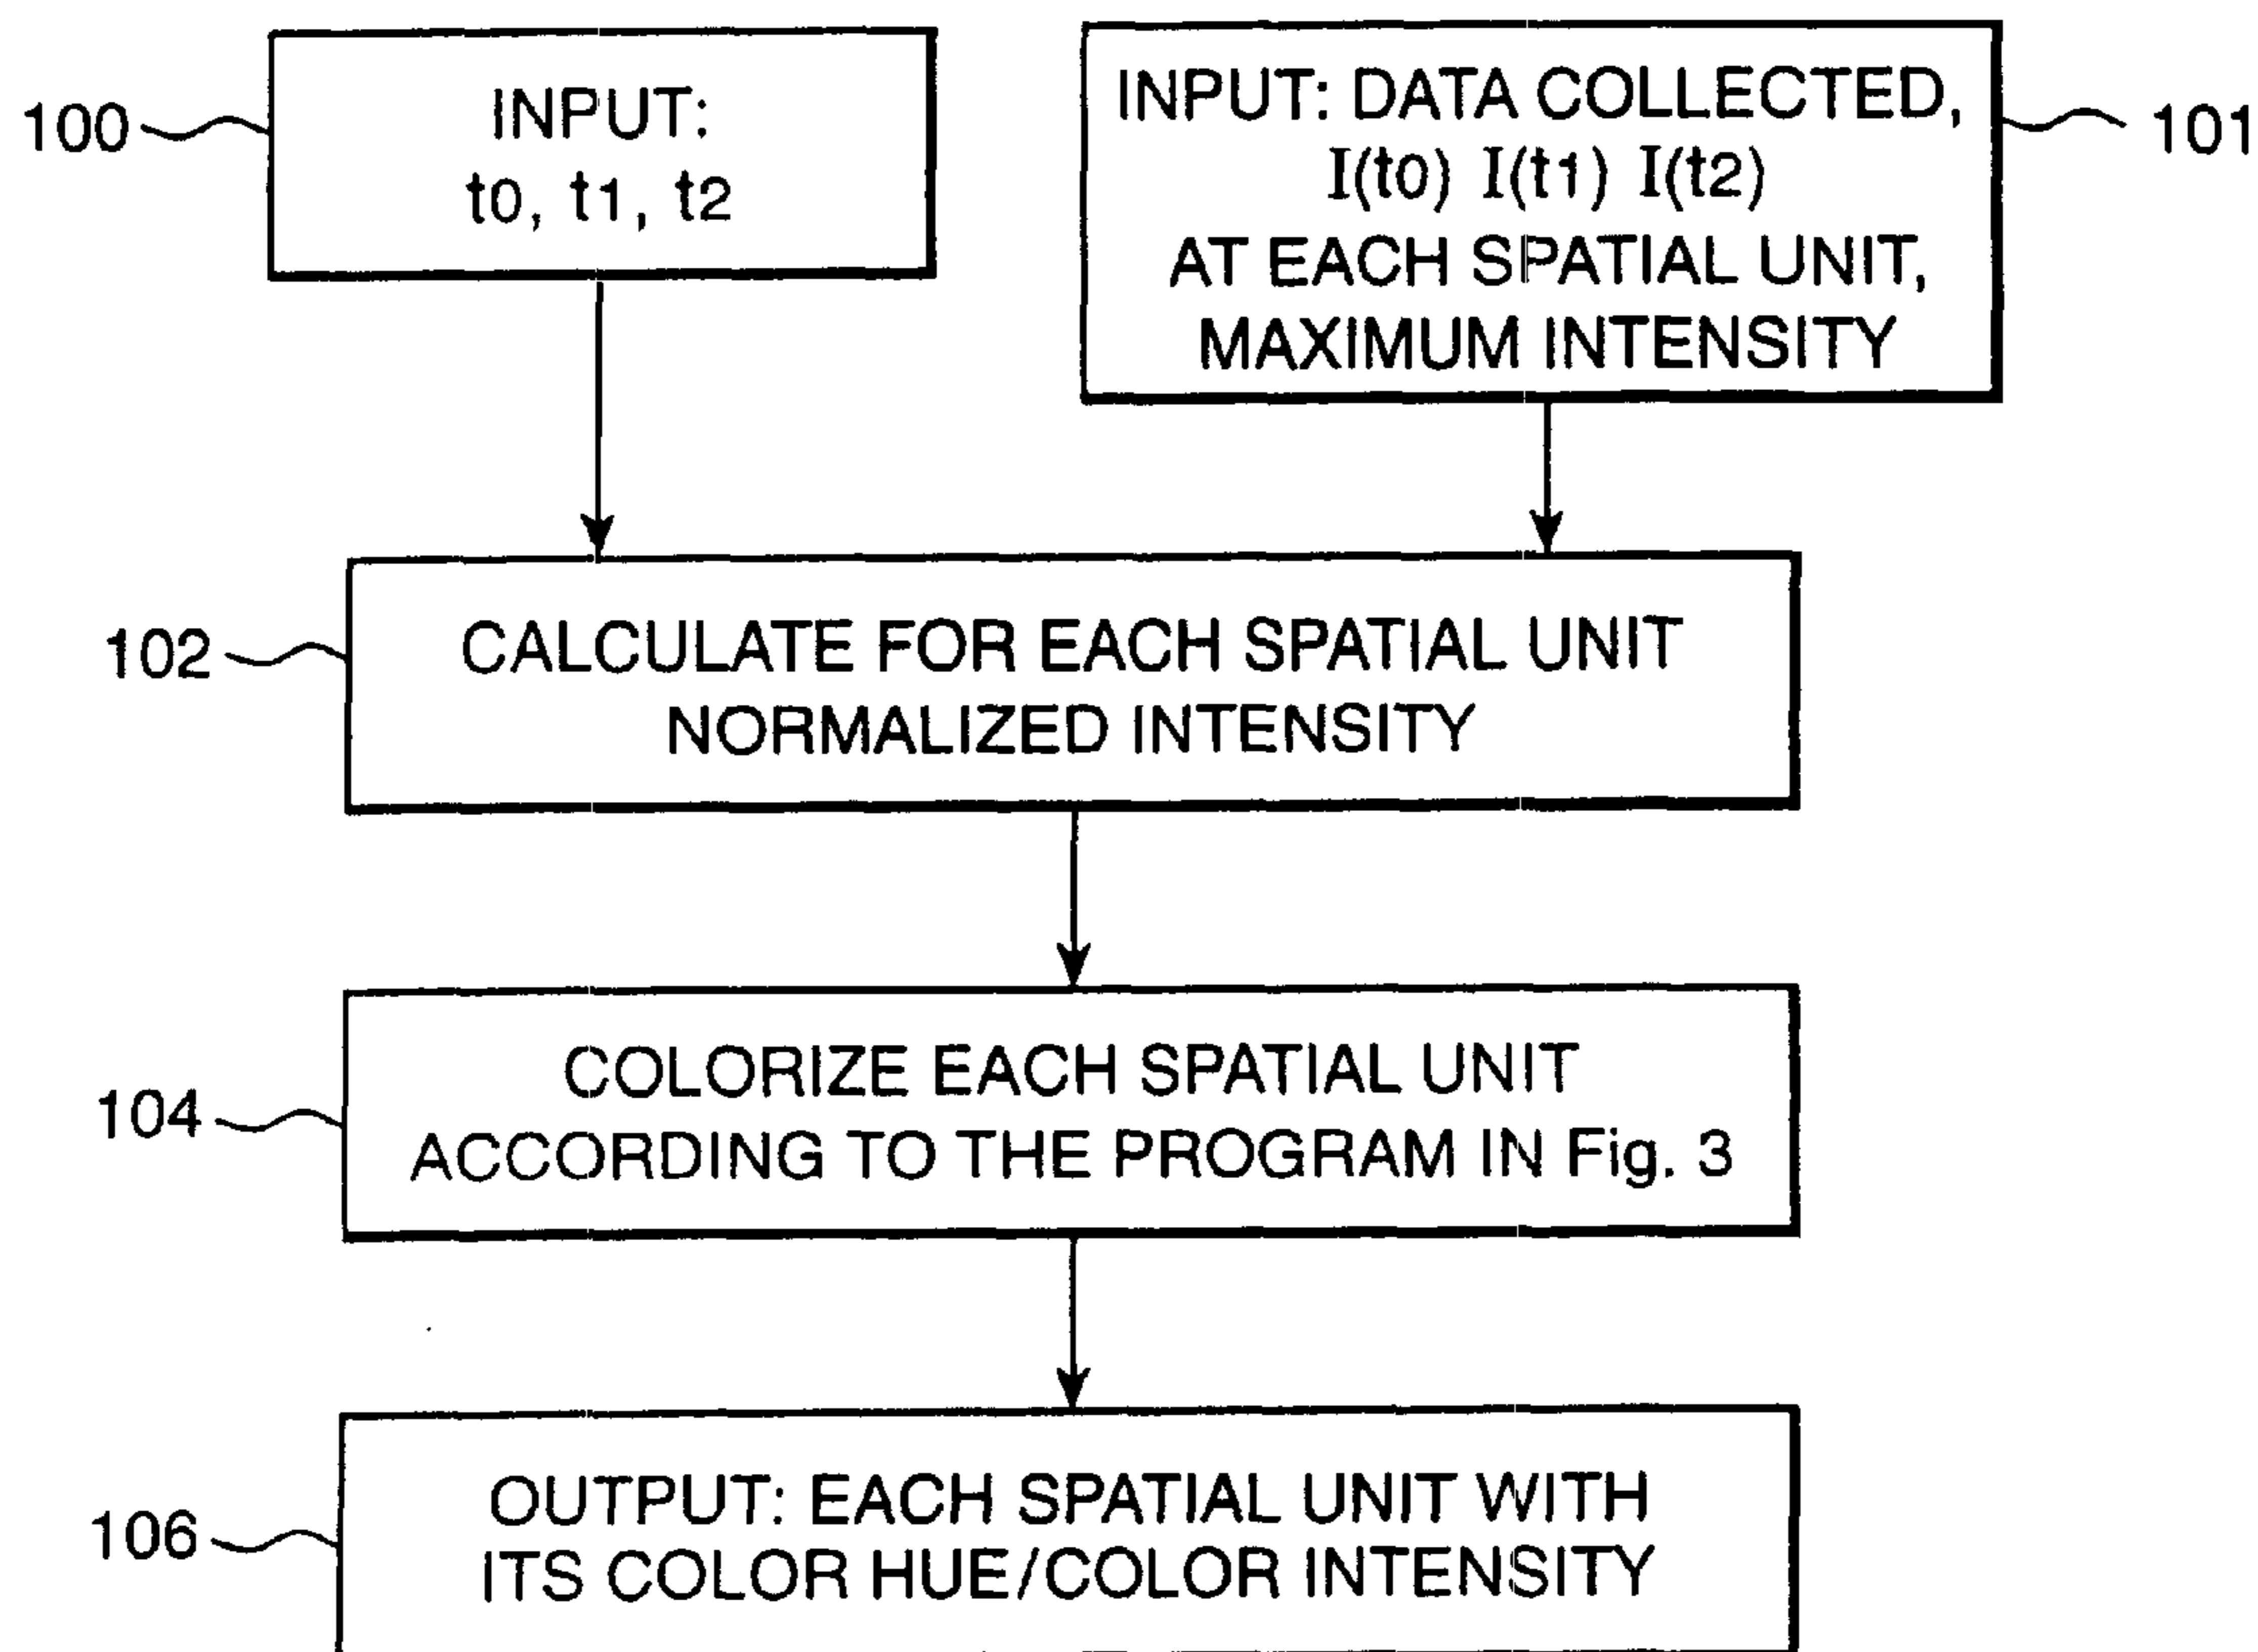 100
INPUT:
t0, t1, t2
INPUT: DATA COLLECTED,
I(t0) I(t1) I(t2)
AT EACH SPATIAL UNIT,
MAXIMUM INTENSITY
101
102
CALCULATE FOR EACH SPATIAL UNIT
NORMALIZED INTENSITY
104
COLORIZE EACH SPATIAL UNIT
ACCORDING TO THE PROGRAM IN Fig. 3
106
OUTPUT: EACH SPATIAL UNIT WITH
ITS COLOR HUE/COLOR INTENSITY